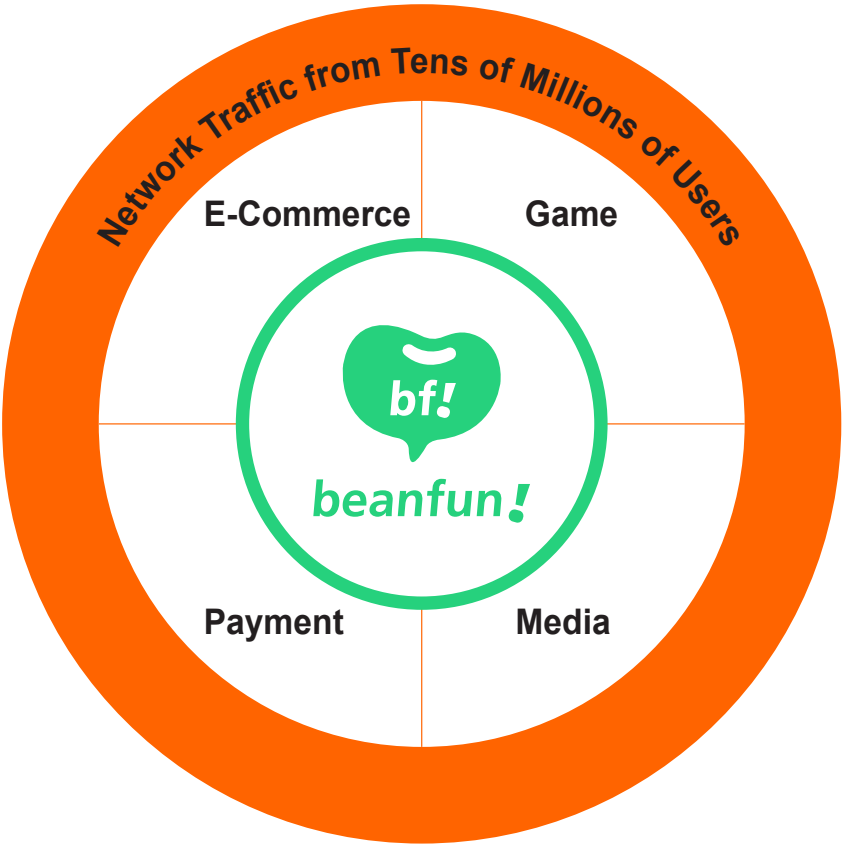 Network Traffic from Tens of Millions of Users
E-Commerce
Game
bf!
beanfun!
Payment
Media